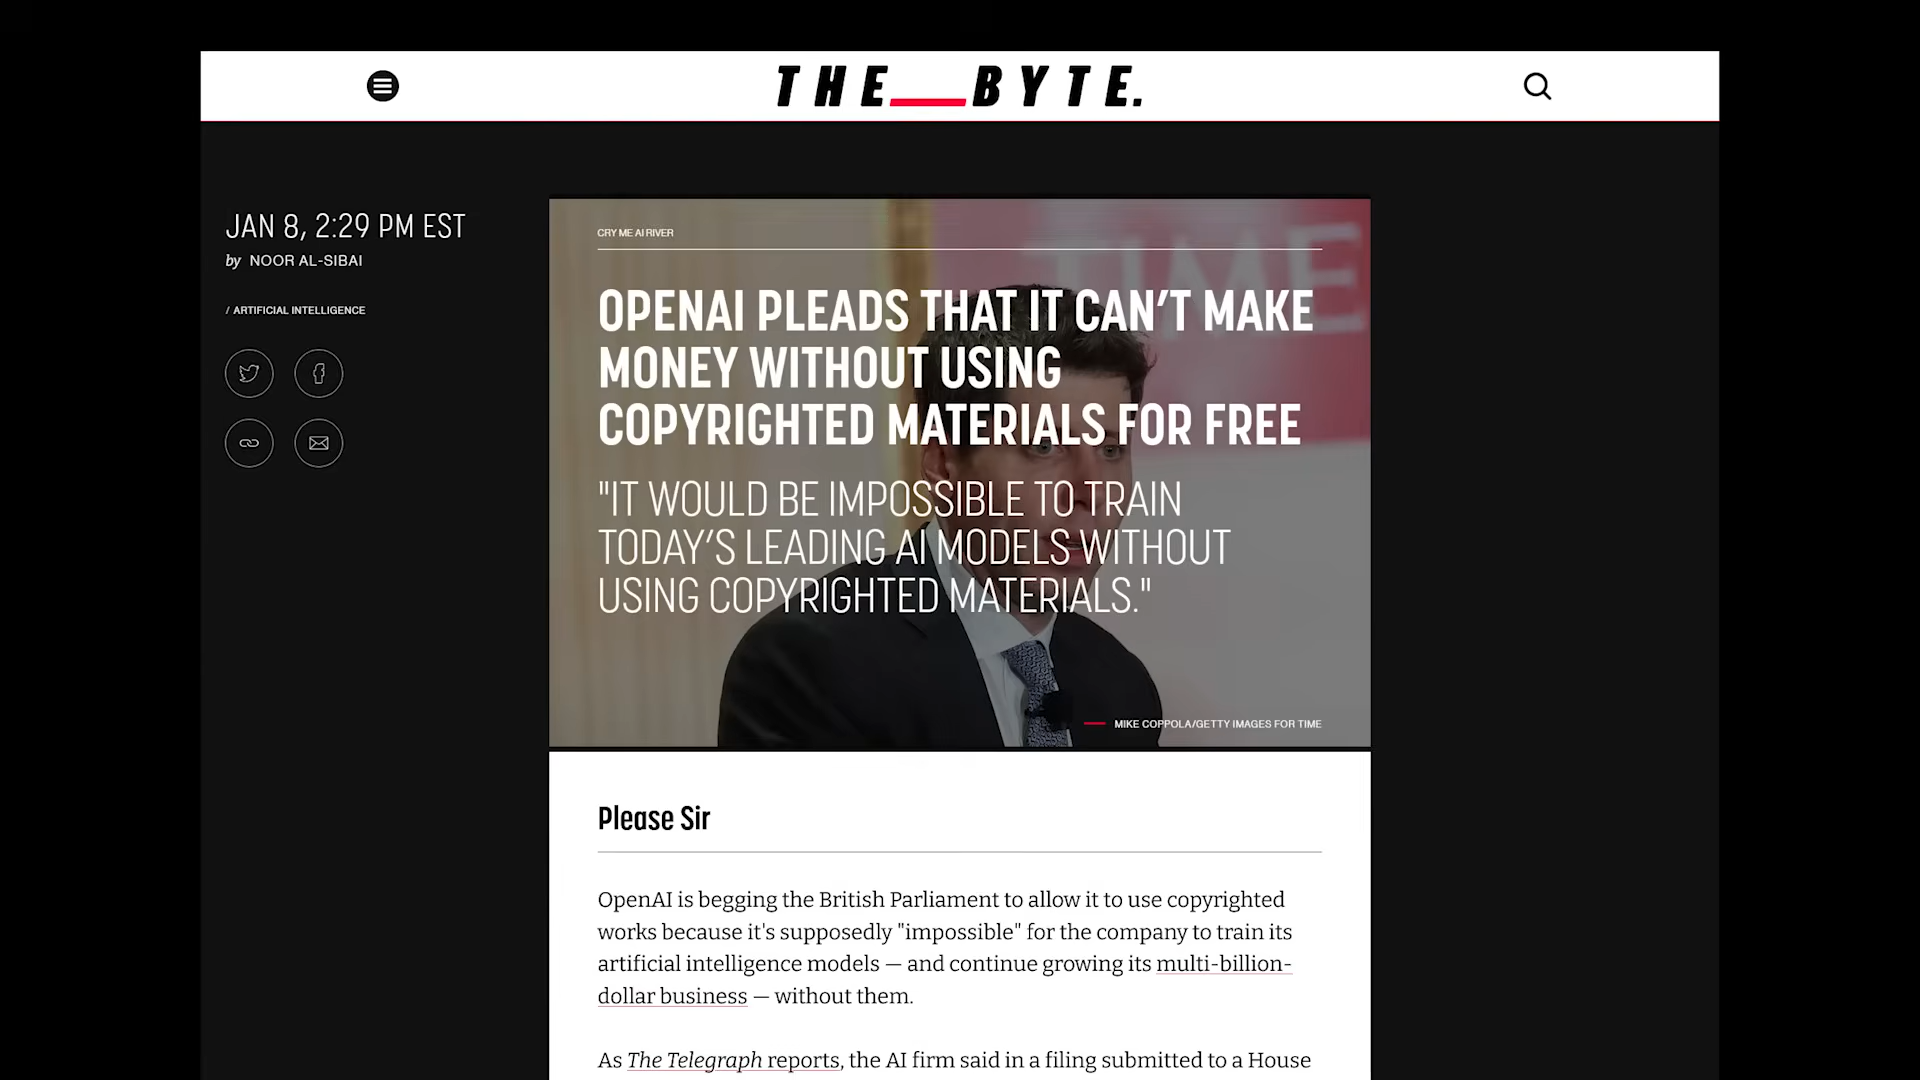 THE__BYTE.
JAN 8, 2:29 PM EST
by NOOR AL-SIBAI
/ ARTIFICIAL INTELLIGENCE
CRY ME AI RIVER
TIME
OPENAI PLEADS THAT IT CAN'T MAKE
MONEY WITHOUT USING
COPYRIGHTED MATERIALS FOR FREE
"IT WOULD BE IMPOSSIBLE TO TRAIN
TODAY'S LEADING AI MODELS WITHOUT
USING COPYRIGHTED MATERIALS."
MIKE COPPOLA/GETTY IMAGES FOR TIME
Please Sir
OpenAI is begging the British Parliament to allow it to use copyrighted
works because it's supposedly "impossible" for the company to train its
artificial intelligence models — and continue growing its multi-billion-
dollar business — without them.
As The Telegraph reports, the AI firm said in a filing submitted to a House